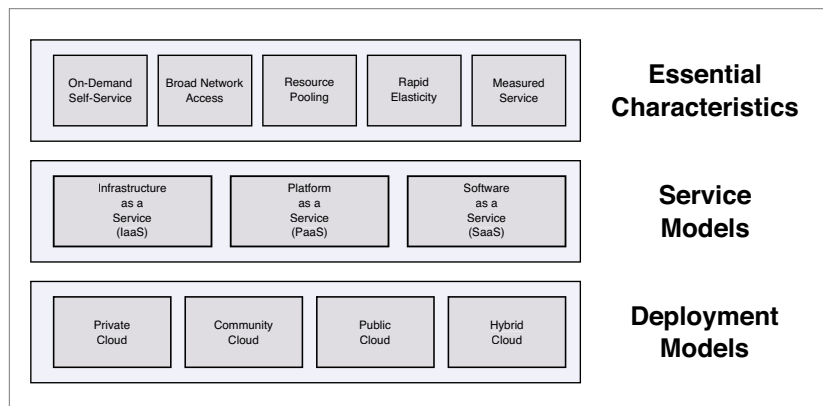 On-Demand
Self-Service
Broad Network
Access
Resource
Pooling
Rapid
Elasticity
Measured
Service
Essential
Characteristics
Infrastructure
as a
Service
(IaaS)
Platform
as a
Service
(PaaS)
Software
as a
Service
(SaaS)
Service
Models
Private
Cloud
Community
Cloud
Public
Cloud
Hybrid
Cloud
Deployment
Models